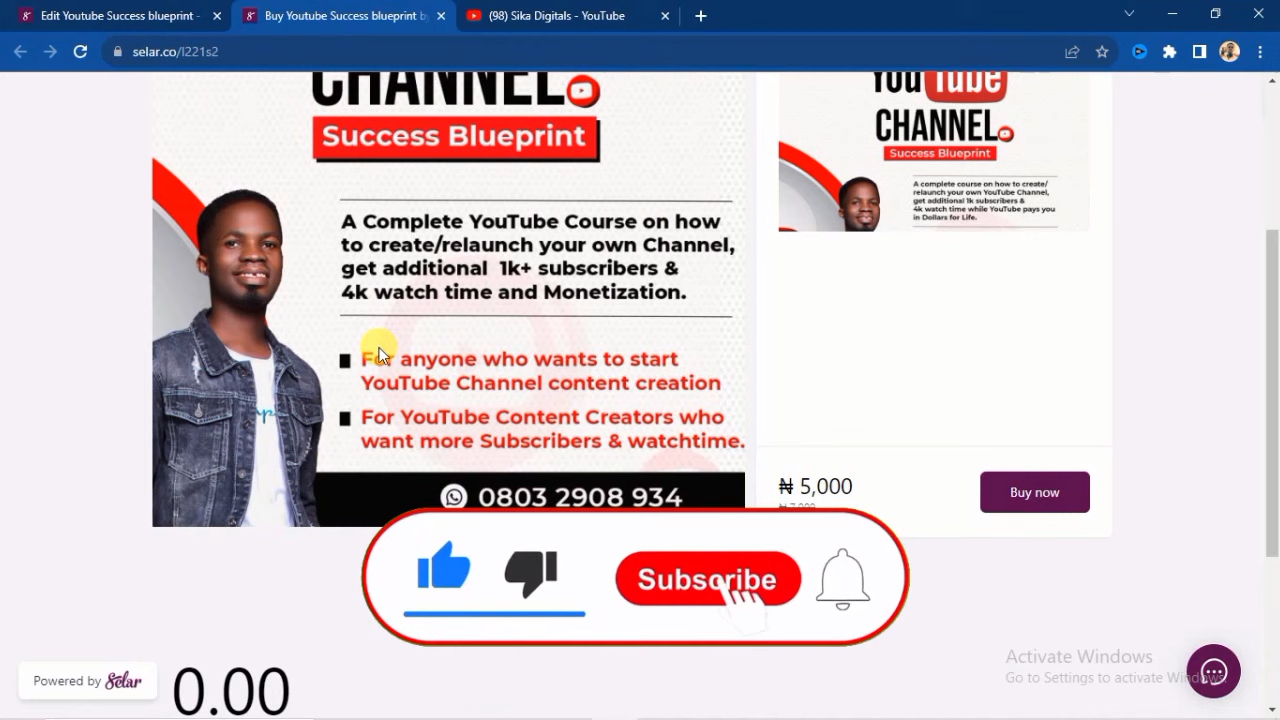 Edit Youtube Success blueprint -
Buy Youtube Success blueprint by
(98) Sika Digitals - YouTube
selar.co/l221s2
CHANNEL.
Success Blueprint
A Complete YouTube Course on how
to create/relaunch your own Channel,
get additional 1k+ subscribers &
4k watch time and Monetization.
For anyone who wants to start
YouTube Channel content creation
For YouTube Content Creators who
want more Subscribers & watchtime.
0803 2908 934
YouTube
CHANNEL.
Success Blueprint
A complete course on how to create/
relaunch your own YouTube Channel,
get additional 1k subscribers &
4k watch time while YouTube pays you
in Dollars for Life.
₦ 5,000
₦ 7,000
Buy now
Subscribe
Activate Windows
Go to Settings to activate Windows.
Powered by Selar
0.00